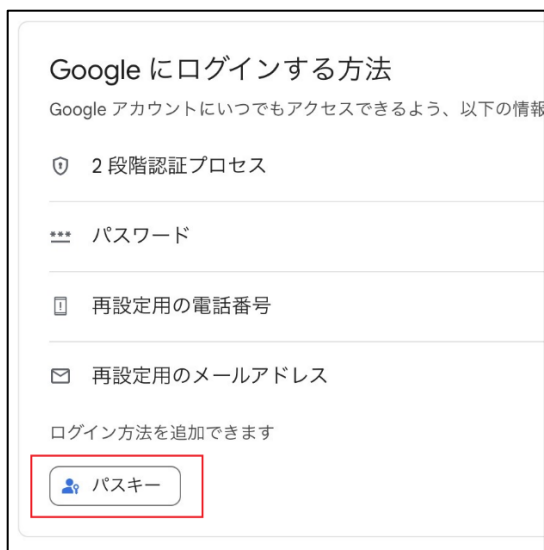 Google にログインする方法
Google アカウントにいつでもアクセスできるよう、以下の情報
2 段階認証プロセス
パスワード
再設定用の電話番号
再設定用のメールアドレス
ログイン方法を追加できます
パスキー